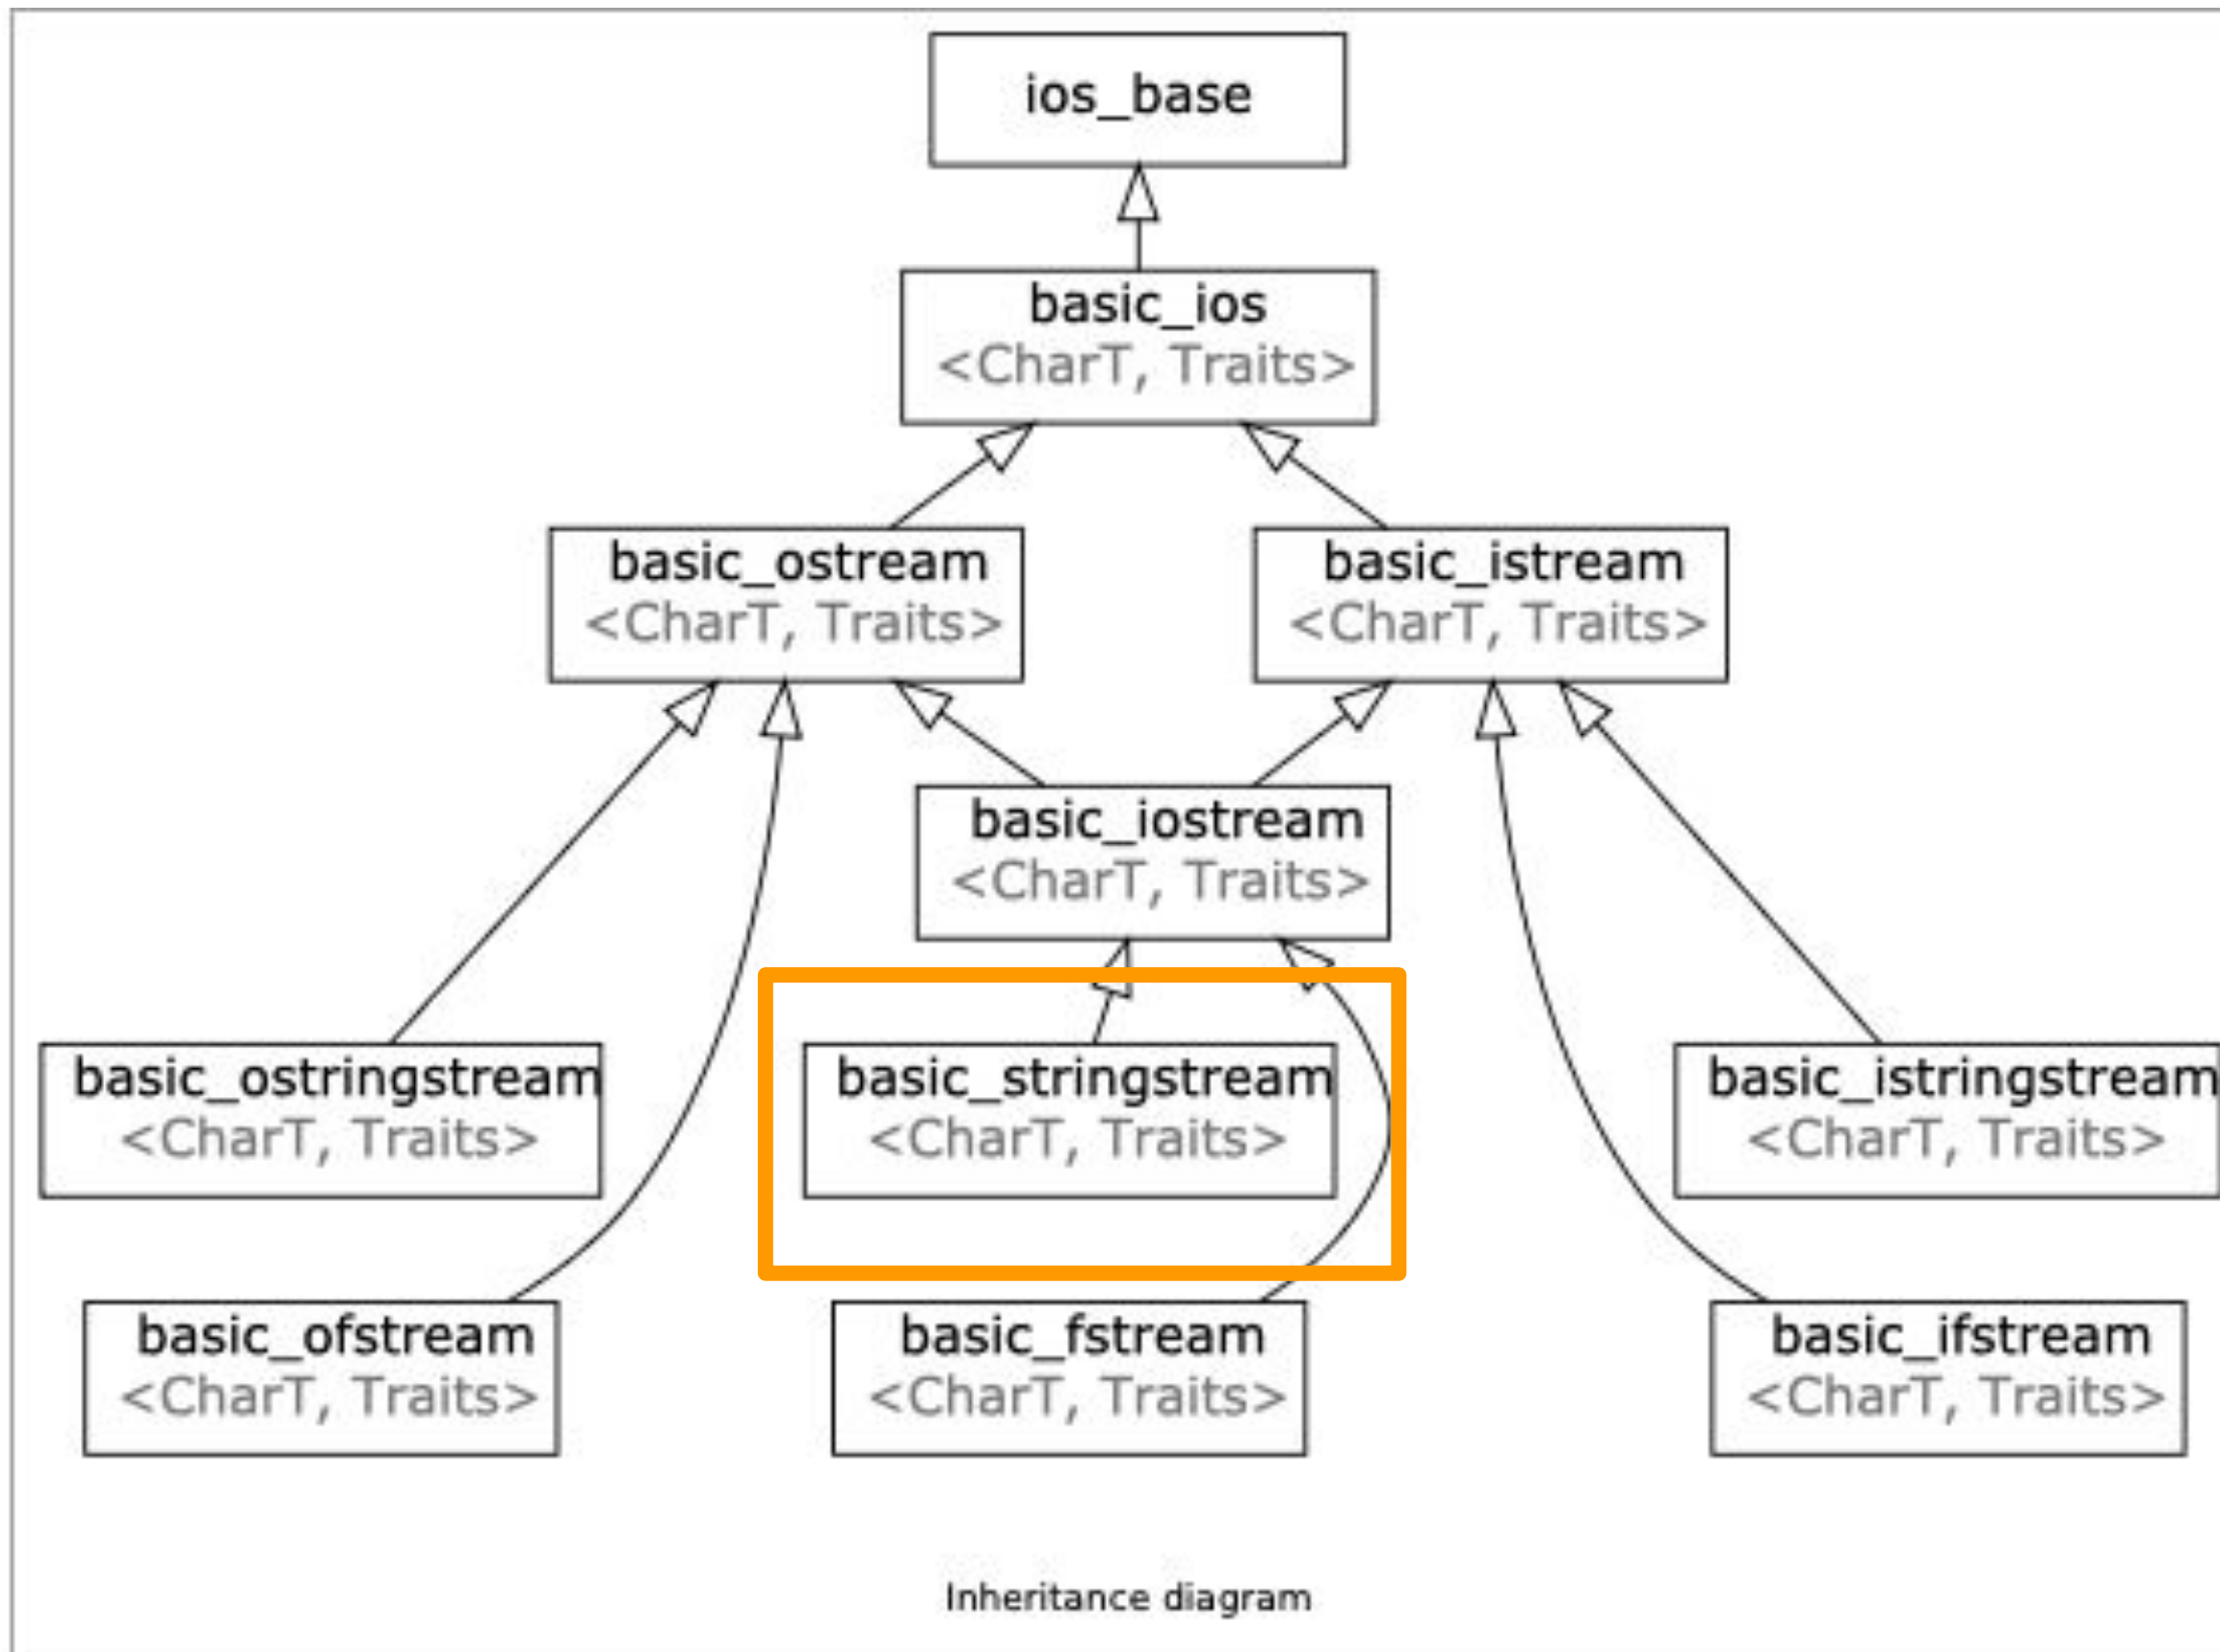 ios_base
basic_ios
<CharT, Traits>
basic_ostream
<CharT, Traits>
basic_istream
<CharT, Traits>
basic_iostream
<CharT, Traits>
basic_ostringstream
<CharT, Traits>
basic_stringstream
<CharT, Traits>
basic_istringstream
<CharT, Traits>
basic_ofstream
<CharT, Traits>
basic_fstream
<CharT, Traits>
basic_ifstream
<CharT, Traits>
Inheritance diagram